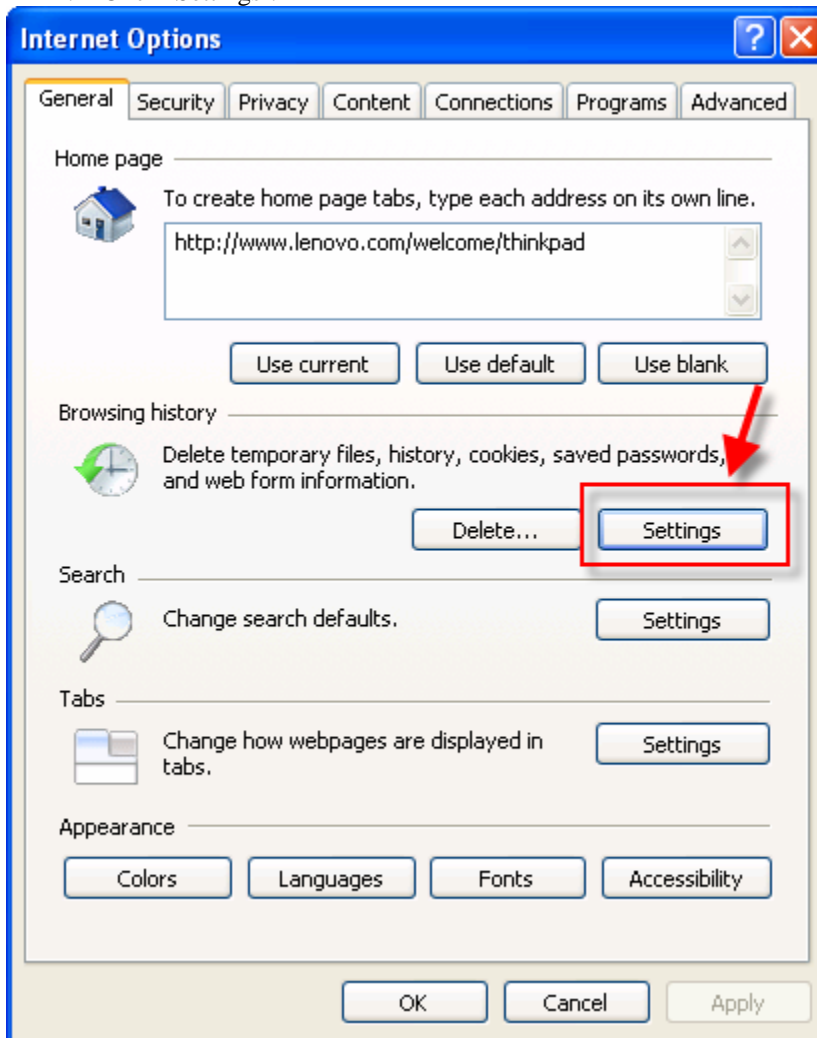 Internet Options
General Security Privacy Content Connections Programs Advanced
Home page
To create home page tabs, type each address on its own line.
http://www.lenovo.com/welcome/thinkpad
Use current Use default Use blank
Browsing history
Delete temporary files, history, cookies, saved passwords,
and web form information.
Delete... Settings
Search
Change search defaults.
Settings
Tabs
Change how webpages are displayed in
tabs.
Settings
Appearance
Colors Languages Fonts Accessibility
OK Cancel Apply